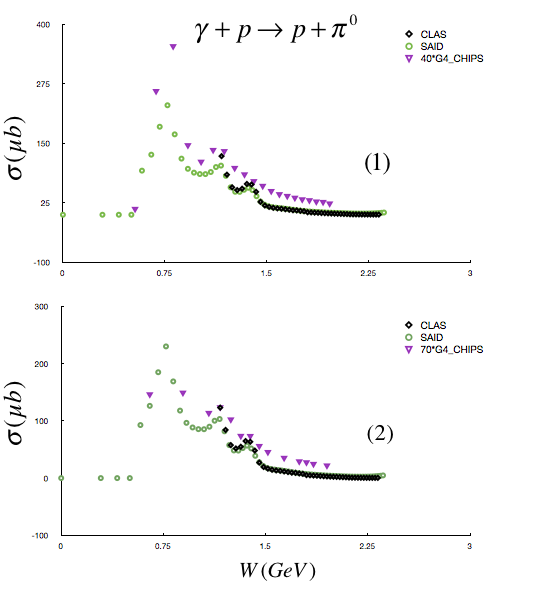 γ + p → p + π⁰
CLAS
SAID
40*G4_CHIPS
400
275
150
25
-100
σ(μb)
(1)
0 0.75 1.5 2.25 3
CLAS
SAID
70*G4_CHIPS
300
200
100
0
-100
σ(μb)
(2)
0 0.75 1.5 2.25 3
W(GeV)